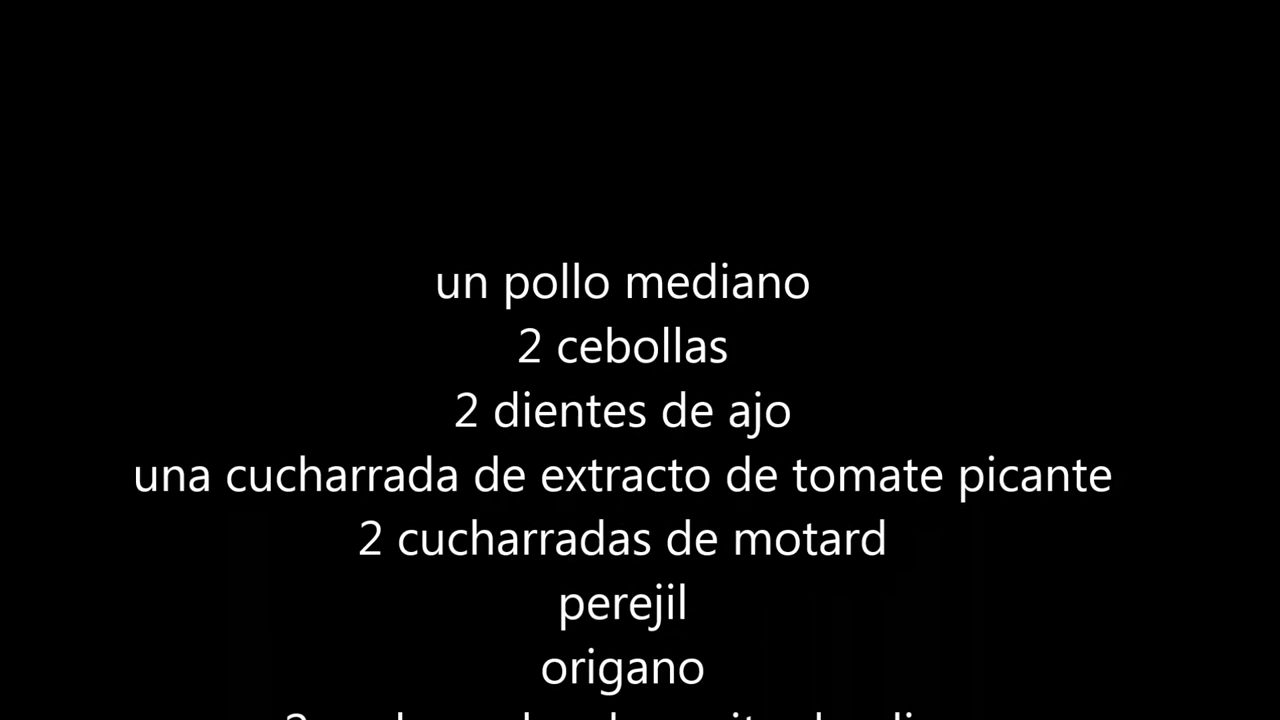 un pollo mediano
2 cebollas
2 dientes de ajo
una cucharrada de extracto de tomate picante
2 cucharradas de motard
perejil
origano